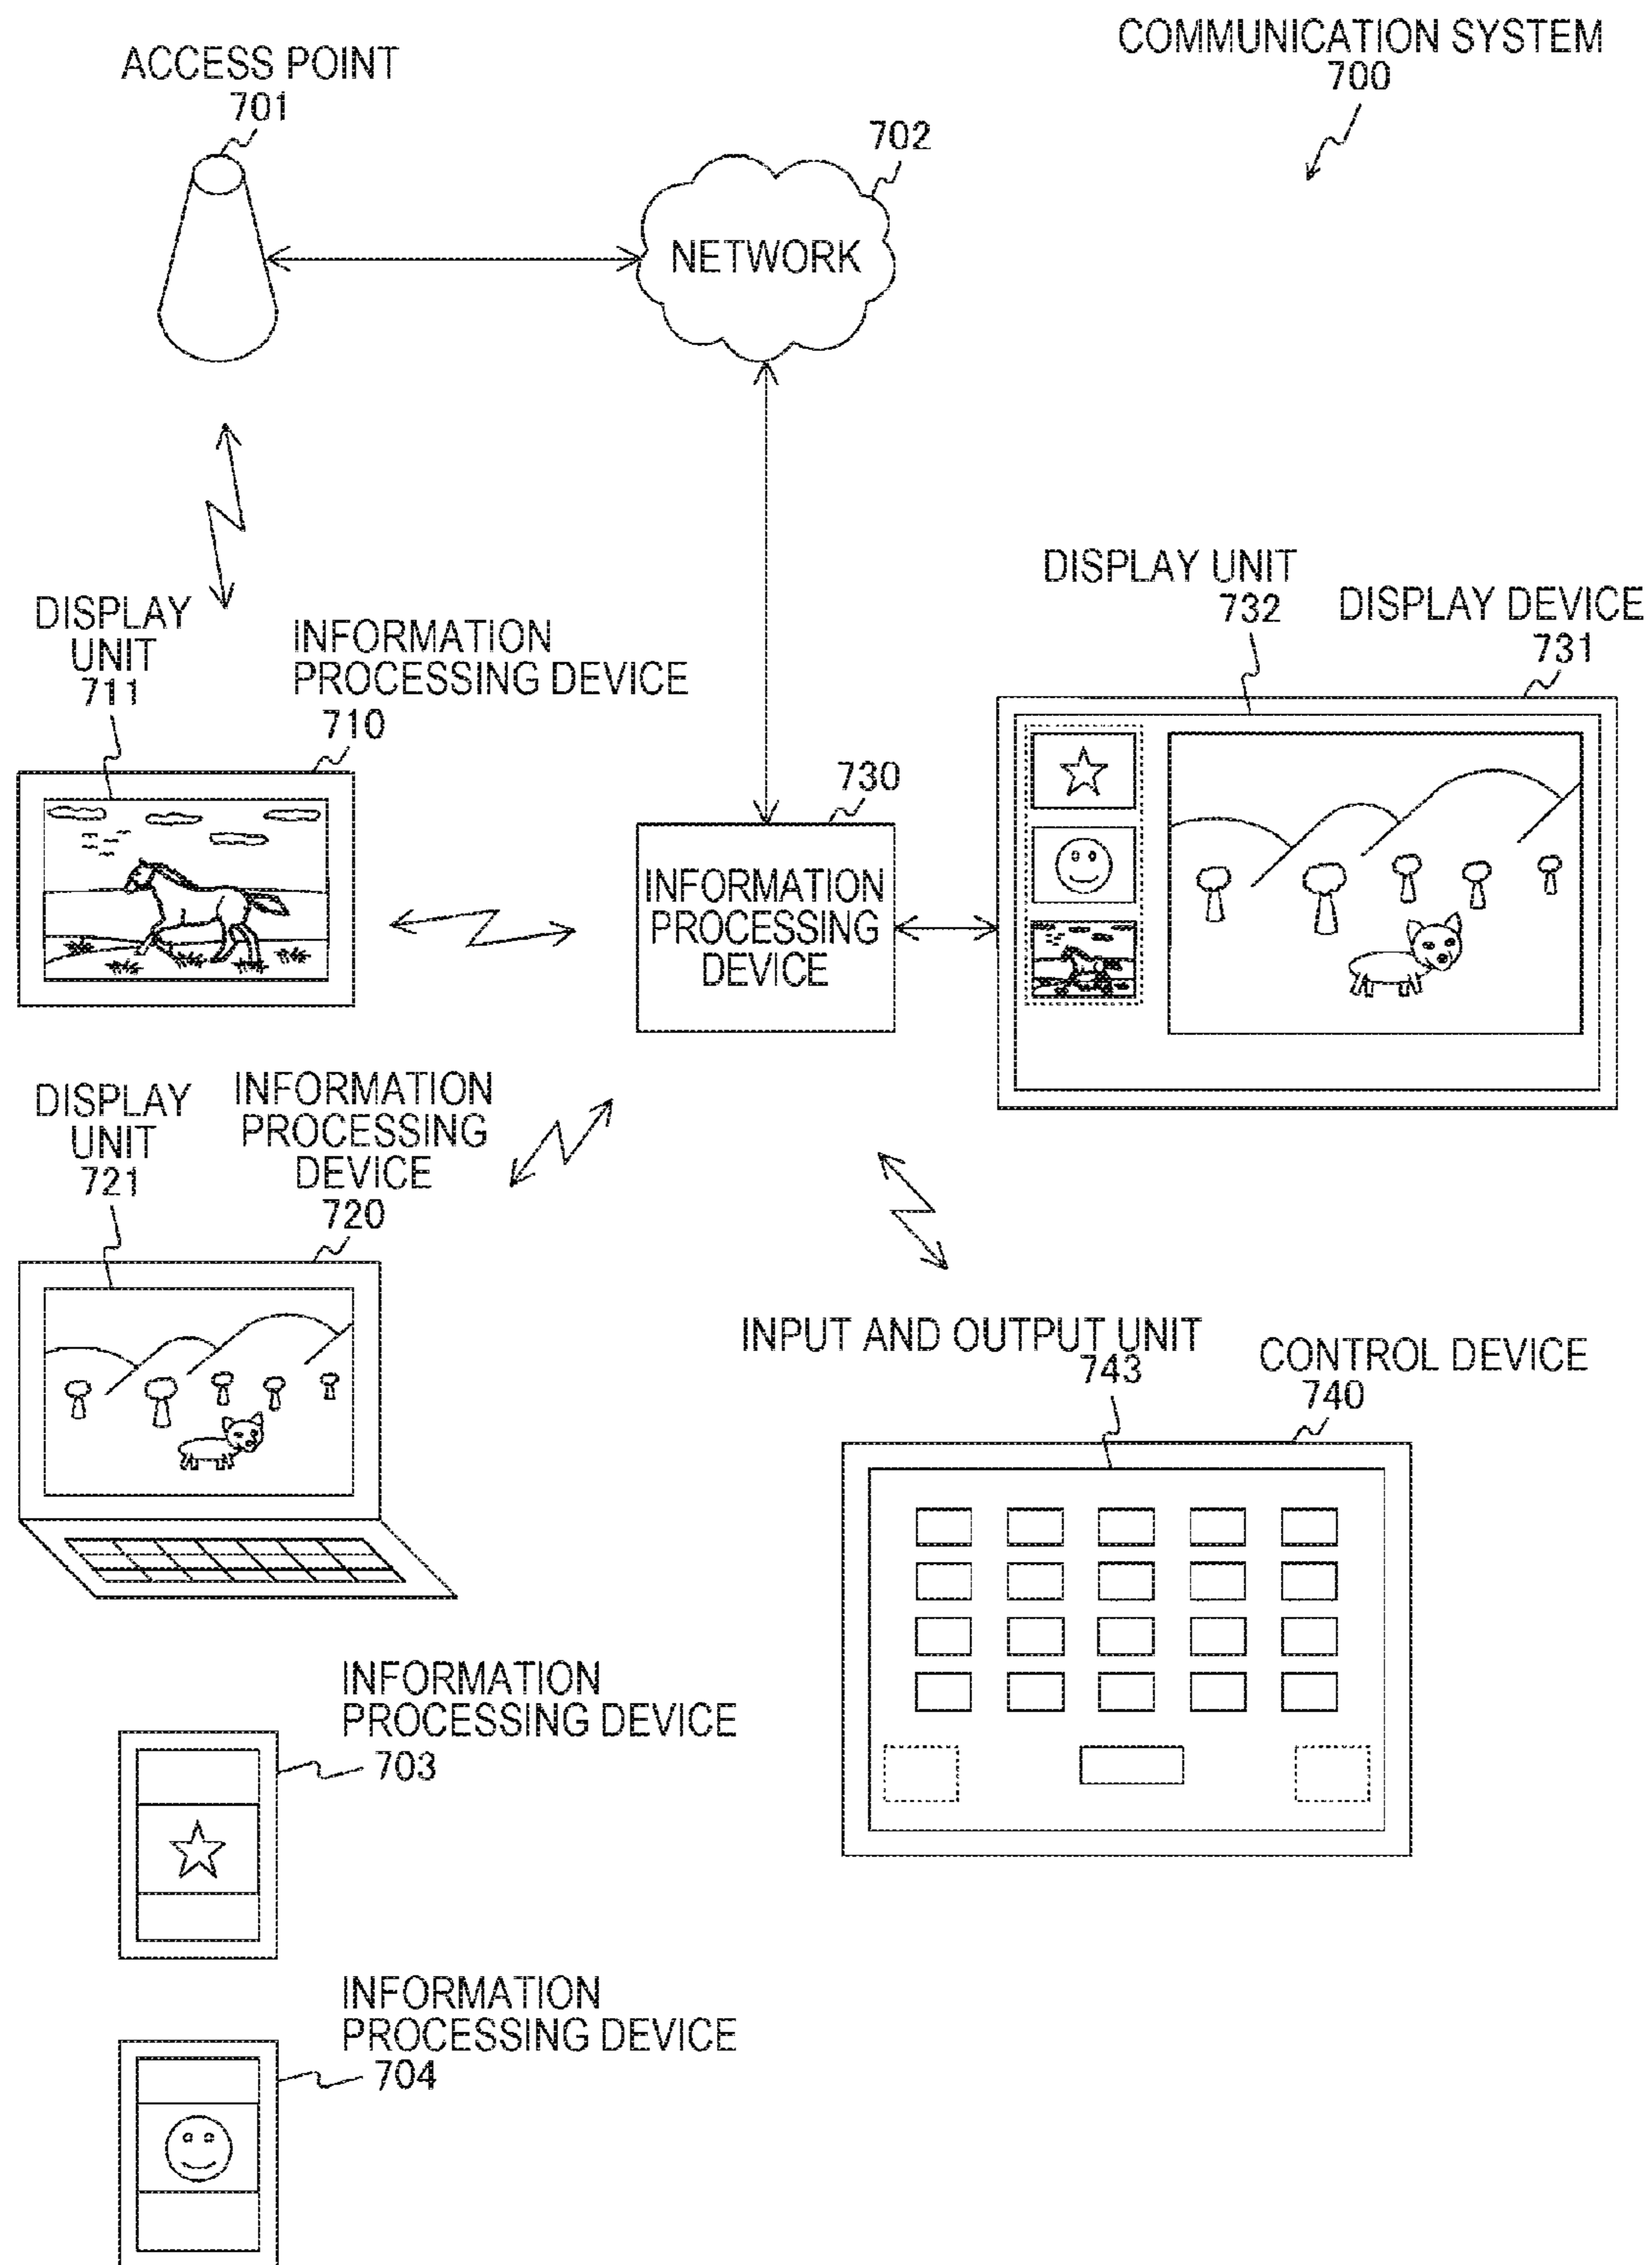 COMMUNICATION SYSTEM
700
ACCESS POINT
701
702
NETWORK
DISPLAY UNIT
732
DISPLAY DEVICE
731
DISPLAY
UNIT
711
INFORMATION
PROCESSING DEVICE
710
730
INFORMATION
PROCESSING
DEVICE
DISPLAY
UNIT
721
INFORMATION
PROCESSING
DEVICE
720
INPUT AND OUTPUT UNIT
743
CONTROL DEVICE
740
INFORMATION
PROCESSING DEVICE
703
INFORMATION
PROCESSING DEVICE
704